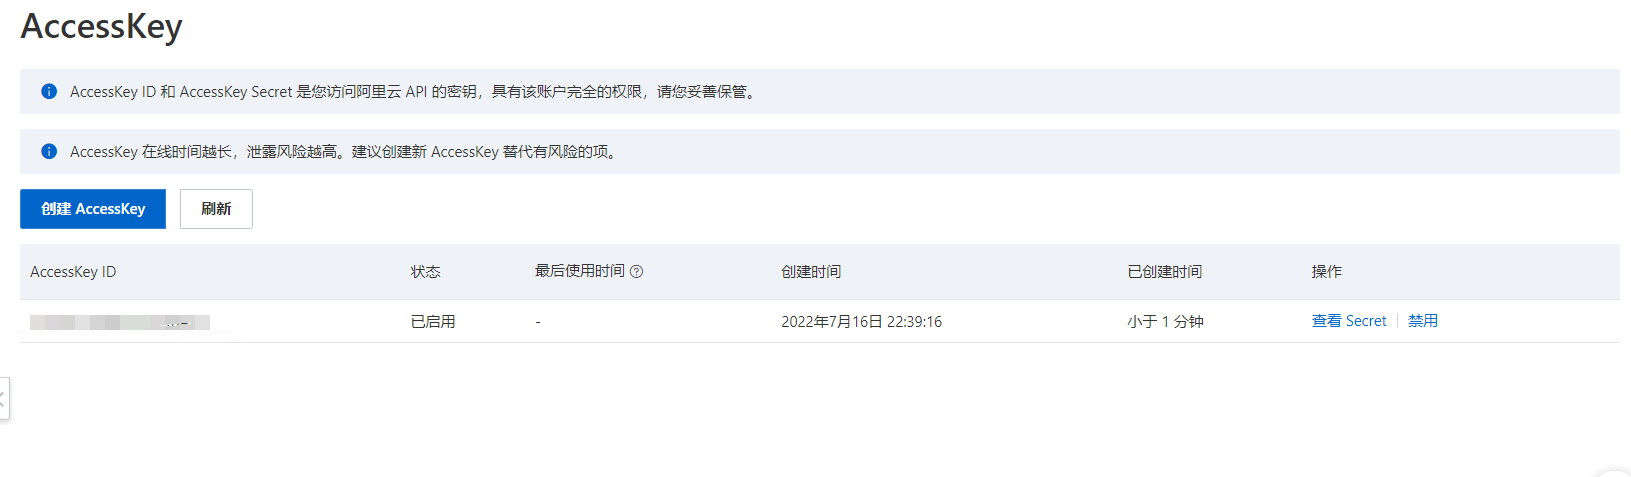 AccessKey
AccessKey ID 和 AccessKey Secret 是您访问阿里云 API 的密钥，具有该账户完全的权限，请您妥善保管。
AccessKey 在线时间越长，泄露风险越高。建议创建新 AccessKey 替代有风险的项。
创建 AccessKey 刷新
AccessKey ID 状态 最后使用时间 创建时间 已创建时间 操作
已启用 - 2022年7月16日 22:39:16 小于 1 分钟 查看 Secret 禁用